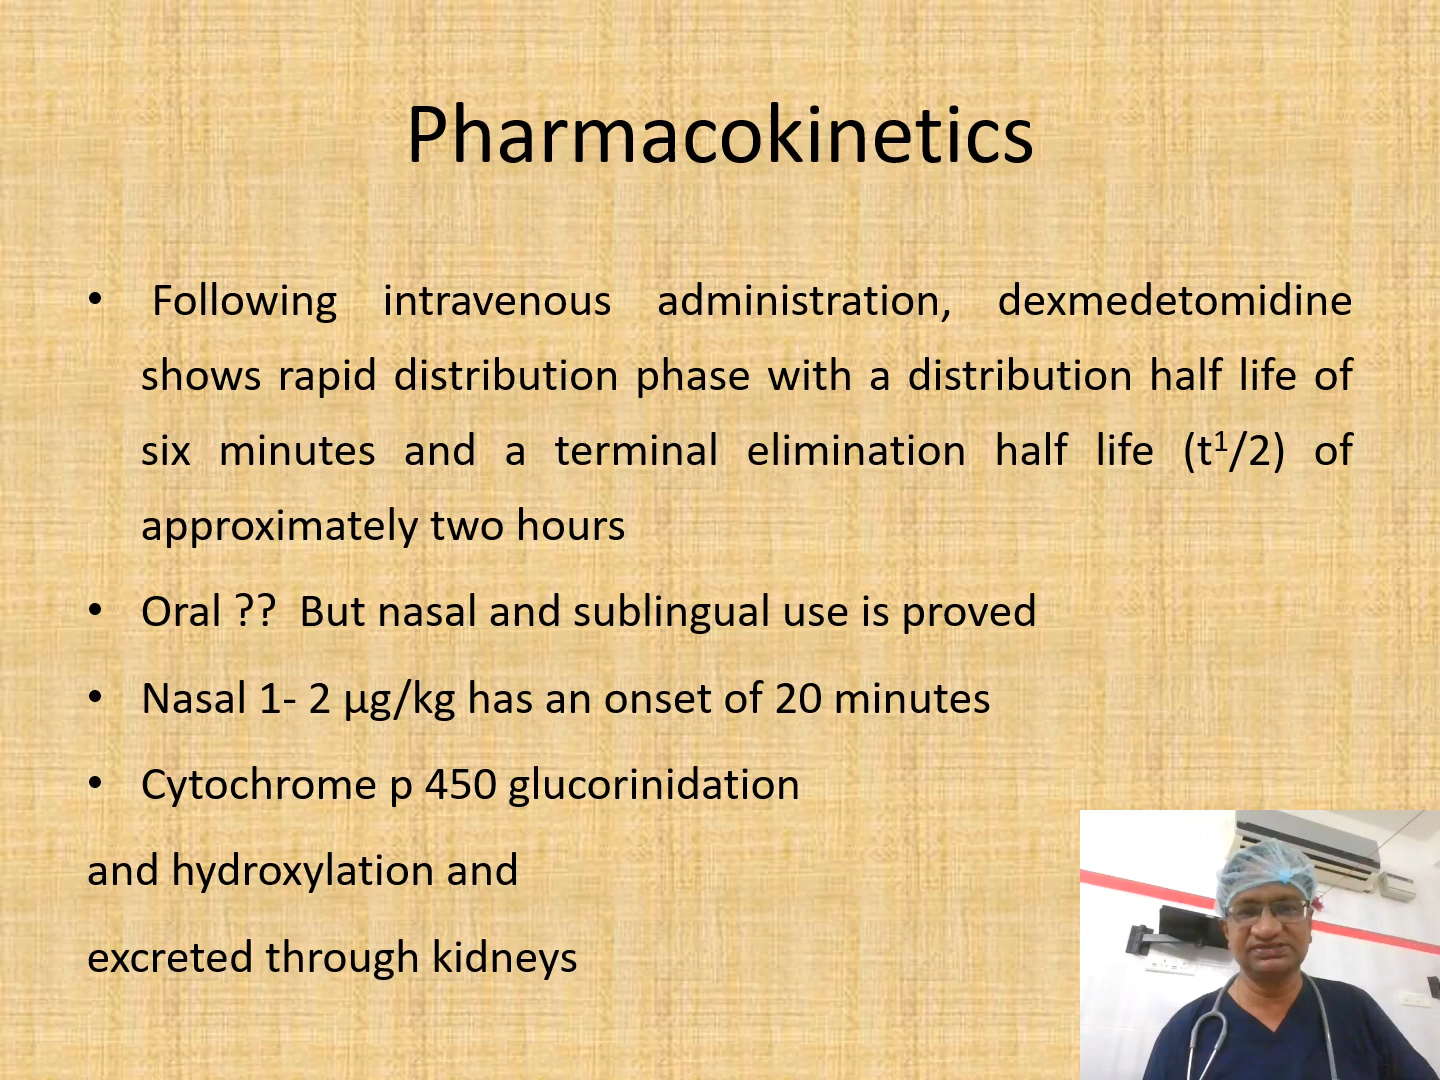 Pharmacokinetics
• Following intravenous administration, dexmedetomidine
shows rapid distribution phase with a distribution half life of
six minutes and a terminal elimination half life (t¹/2) of
approximately two hours
• Oral ?? But nasal and sublingual use is proved
• Nasal 1- 2 µg/kg has an onset of 20 minutes
• Cytochrome p 450 glucorinidation
and hydroxylation and
excreted through kidneys